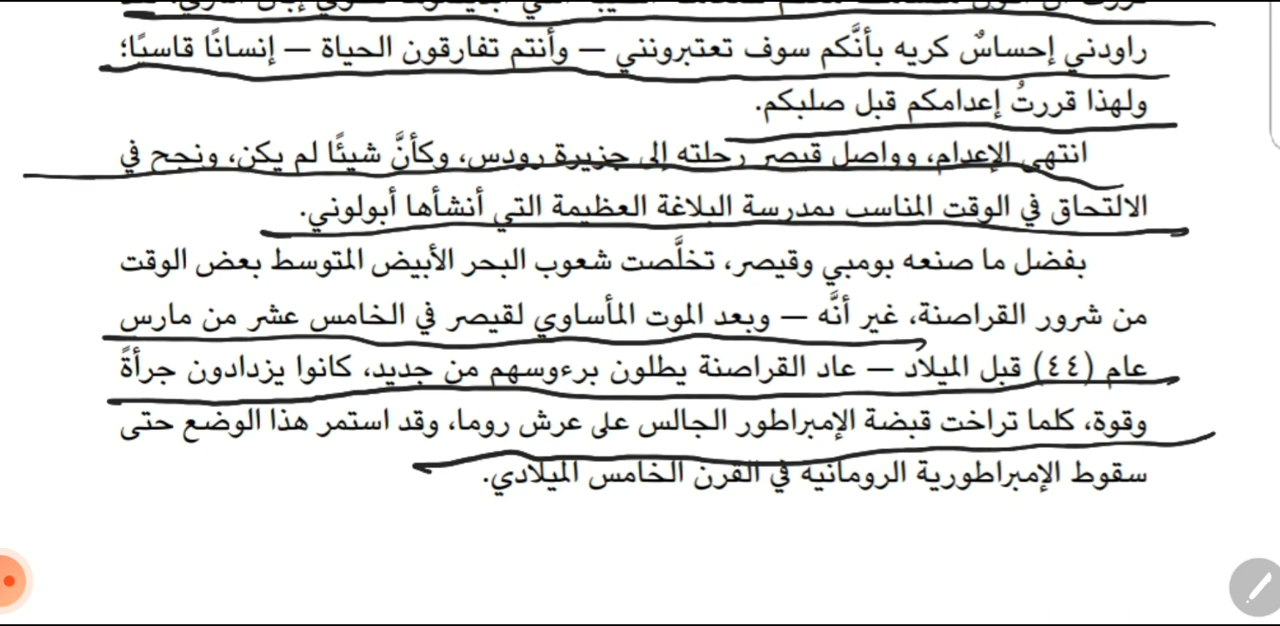 راودني إحساسٌ كريه بأنَّكم سوف تعتبرونني — وأنتم تفارقون الحياة — إنسانًا قاسيًا؛
ولهذا قررتُ إعدامكم قبل صلبكم.
انتهى الإعدام، وواصل قيصر رحلته إلى جزيرة رودس، وكأنَّ شيئًا لم يكن، ونجح في
الالتحاق في الوقت المناسب بمدرسة البلاغة العظيمة التي أنشأها أبولوني.
بفضل ما صنعه بومبي وقيصر، تخلَّصت شعوب البحر الأبيض المتوسط بعض الوقت
من شرور القراصنة، غير أنَّه — وبعد الموت المأساوي لقيصر في الخامس عشر من مارس
عام (٤٤) قبل الميلاد — عاد القراصنة يطلون برءوسهم من جديد، كانوا يزدادون جرأةً
وقوة، كلما تراخت قبضة الإمبراطور الجالس على عرش روما، وقد استمر هذا الوضع حتى
سقوط الإمبراطورية الرومانية في القرن الخامس الميلادي.